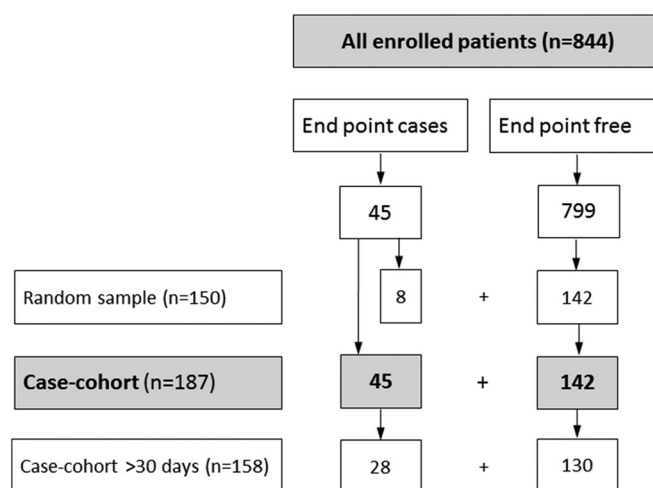 All enrolled patients (n=844)
End point cases
End point free
45
799
Random sample (n=150)
8
+
142
Case-cohort (n=187)
45
+
142
Case-cohort >30 days (n=158)
28
+
130